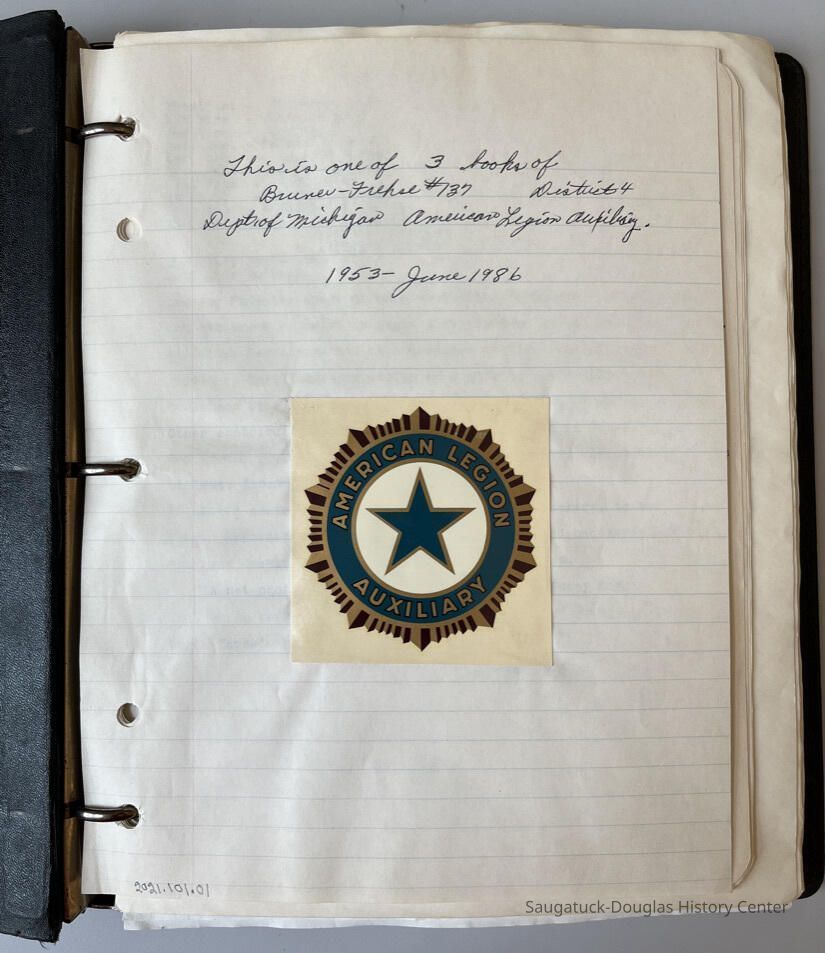 This is one of 3 books of
Bruner-Frehse #137 District 4
Dept. of Michigan American Legion Auxiliary.
1953- June 1986
AMERICAN LEGION
AUXILIARY
2021.101.01
Saugatuck-Douglas History Center